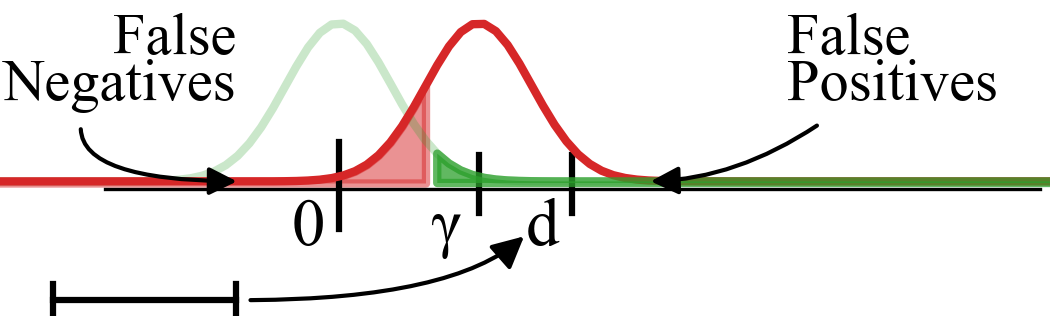 False
Negatives
False
Positives
0
γ
d